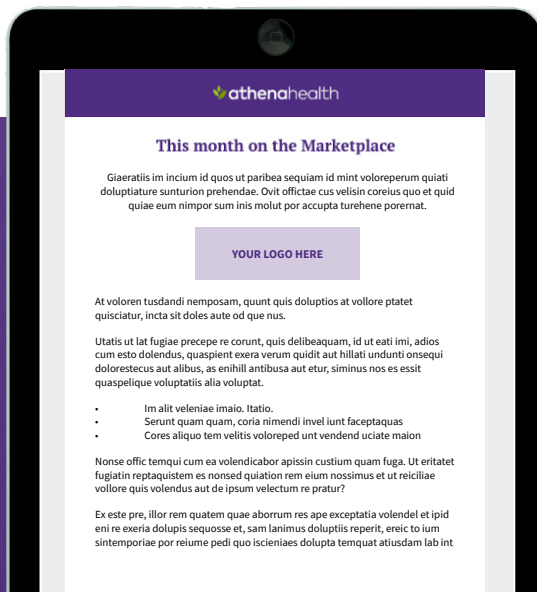 athenahealth
This month on the Marketplace
Giaeratiis im incium id quos ut paribea sequiam id mint voloreperum quiati
doluptiature sunturion prehendae. Ovit offictae cus velisin coreius quo et quid
quiae eum nimpor sum inis molut por accupta turehene porernat.
YOUR LOGO HERE
At voloren tusdandi nemposam, quunt quis doluptios at vollore ptatet
quisciatur, incta sit doles aute od que nus.
Utatis ut lat fugiae precepe re corunt, quis delibeaquam, id ut eati imi, adios
cum esto dolendus, quaspient exera verum quidit aut hillati undunti onsequi
dolorestecus aut alibus, as enihill antibusa aut etur, siminus nos es essit
quaspelique voluptatiis alia voluptat.
• Im alit veleniae imaio. Itatio.
• Serunt quam quam, coria nimendi invel iunt faceptaquas
• Cores aliquo tem velitis voloreped unt vendend uciate maion
Nonse offic temqui cum ea volendicabor apissin custium quam fuga. Ut eritatet
fugiatin reptaquistem es nonsed quiation rem eium nossimus et ut reiciliae
vollore quis volendus aut de ipsum velectum re pratur?
Ex este pre, illor rem quatem quae aborrum res ape exceptatia volendel et ipid
eni re exeria dolupis sequosse et, sam lanimus doluptiis reperit, ereic to ium
sintemporiae por reiume pedi quo iscieniaes dolupta temquat atiusdam lab int